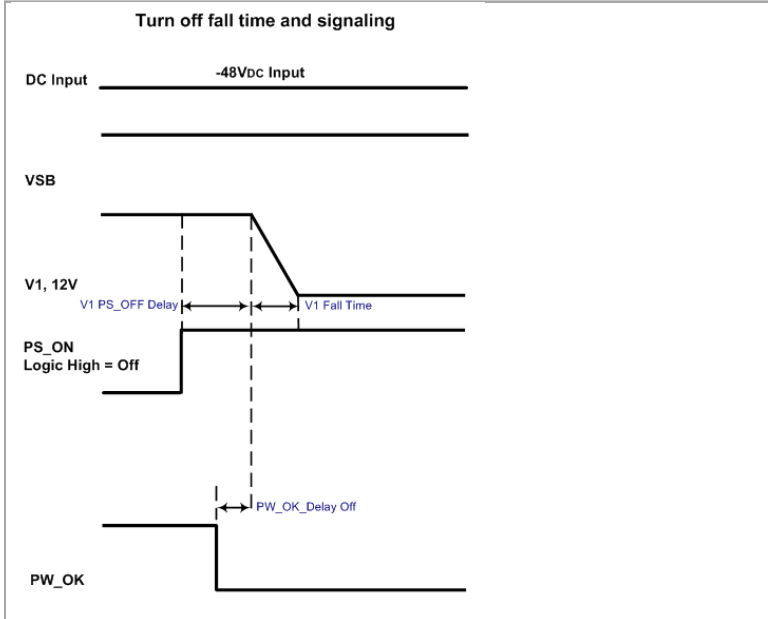 Turn off fall time and signaling
-48VDC Input
DC Input
VSB
V1, 12V
V1 PS_OFF Delay
V1 Fall Time
PS_ON
Logic High = Off
PW_OK_Delay Off
PW_OK